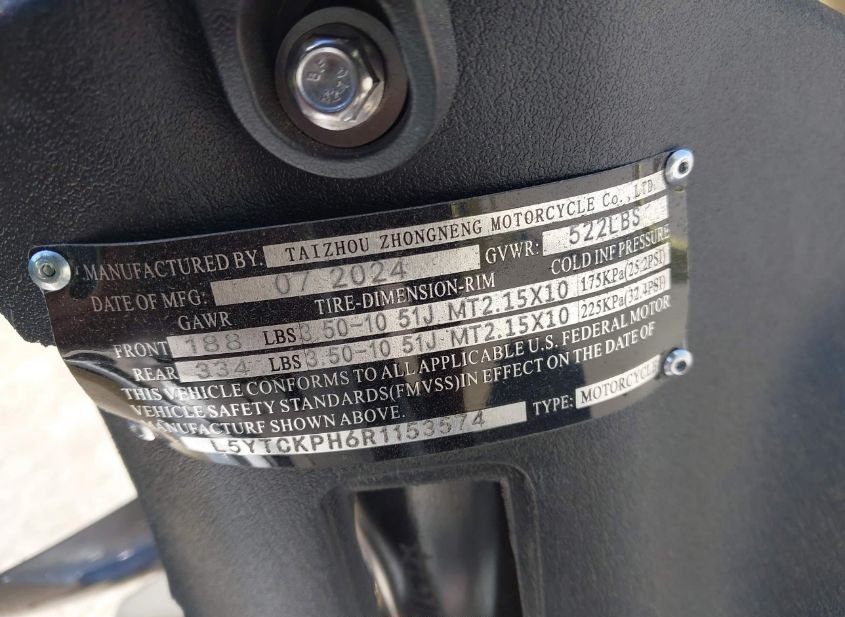 8.8
MANUFACTURED BY. TAIZHOU ZHONGNENG MOTORCYCLE Co., LTD.
DATE OF MFG: 07 2024 GVWR: 522LBS
GAWR TIRE-DIMENSION-RIM COLD INF PRESSURE
FRONT 188 LBS 3.50-10 51J MT2.15X10 175KPa(25.2PSI)
REAR 334 LBS 3.50-10 51J MT2.15X10 225KPa(32.4PSI)
THIS VEHICLE CONFORMS TO ALL APPLICABLE U.S. FEDERAL MOTOR
VEHICLE SAFETY STANDARDS(FMVSS)IN EFFECT ON THE DATE OF
MANUFACTURF SHOWN ABOVE.
L5YTCKPH6R1153574 TYPE: MOTORCYCLE